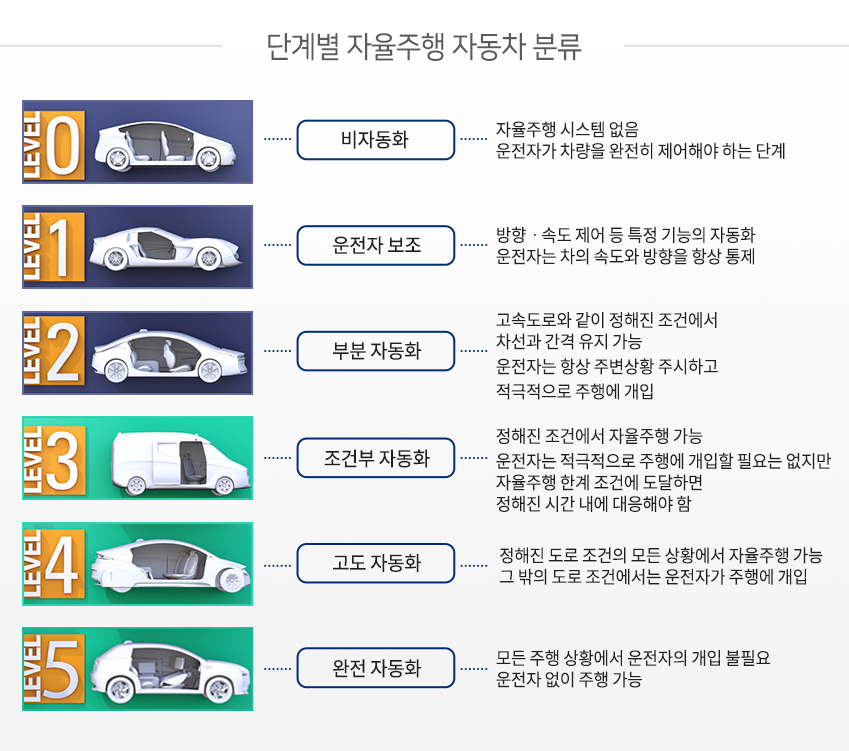 단계별 자율주행 자동차 분류
LEVEL 0
비자동화
자율주행 시스템 없음
운전자가 차량을 완전히 제어해야 하는 단계
LEVEL 1
운전자 보조
방향ㆍ속도 제어 등 특정 기능의 자동화
운전자는 차의 속도와 방향을 항상 통제
LEVEL 2
부분 자동화
고속도로와 같이 정해진 조건에서
차선과 간격 유지 가능
운전자는 항상 주변상황 주시하고
적극적으로 주행에 개입
LEVEL 3
조건부 자동화
정해진 조건에서 자율주행 가능
운전자는 적극적으로 주행에 개입할 필요는 없지만
자율주행 한계 조건에 도달하면
정해진 시간 내에 대응해야 함
LEVEL 4
고도 자동화
정해진 도로 조건의 모든 상황에서 자율주행 가능
그 밖의 도로 조건에서는 운전자가 주행에 개입
LEVEL 5
완전 자동화
모든 주행 상황에서 운전자의 개입 불필요
운전자 없이 주행 가능